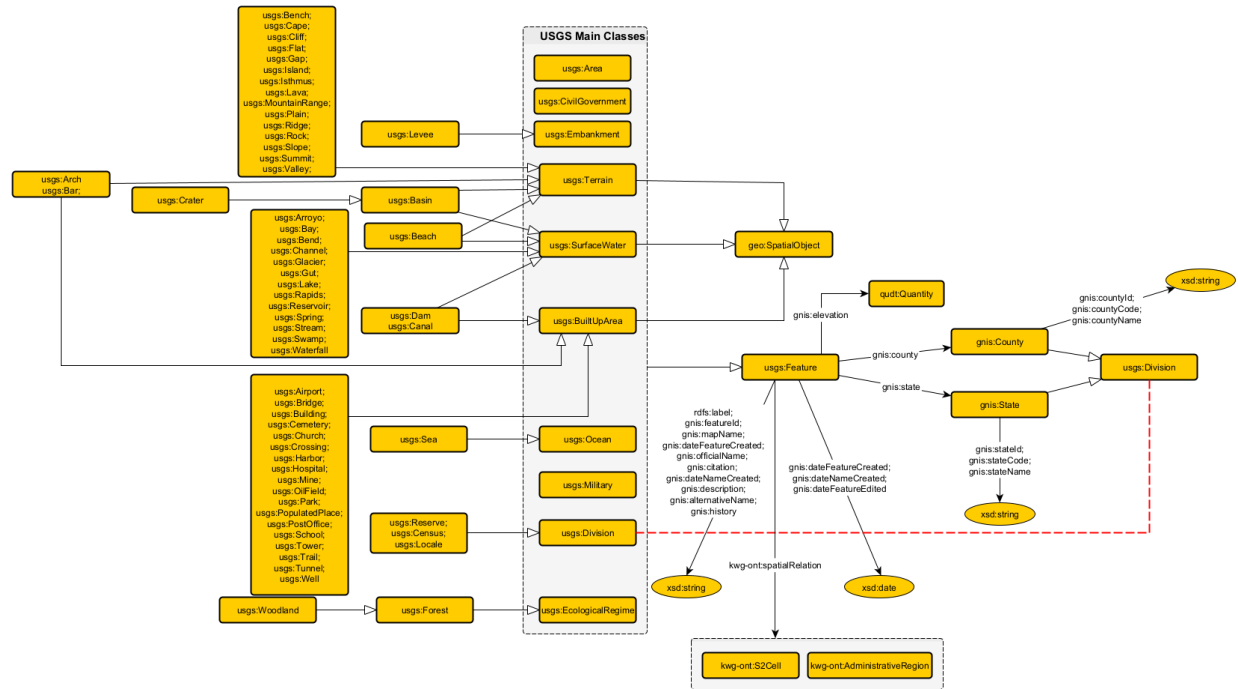 usgs:Bench;
usgs:Cape;
usgs:Cliff;
usgs:Flat;
usgs:Gap;
usgs:Island;
usgs:Isthmus;
usgs:Lava;
usgs:MountainRange;
usgs:Plain;
usgs:Ridge;
usgs:Rock;
usgs:Slope;
usgs:Summit;
usgs:Valley;
USGS Main Classes
usgs:Area
usgs:CivilGovernment
usgs:Levee
usgs:Embankment
usgs:Arch
usgs:Bar;
usgs:Crater
usgs:Basin
usgs:Terrain
usgs:Arroyo;
usgs:Bay;
usgs:Bend;
usgs:Channel;
usgs:Glacier;
usgs:Gut;
usgs:Lake;
usgs:Rapids;
usgs:Reservoir;
usgs:Spring;
usgs:Stream;
usgs:Swamp;
usgs:Waterfall
usgs:Beach;
usgs:SurfaceWater
geo:SpatialObject
usgs:Dam
usgs:Canal;
usgs:BuiltUpArea
qudt:Quantity
gnis:elevation
xsd:string
gnis:countyId;
gnis:countyCode;
gnis:countyName
gnis:County
usgs:Feature
gnis:county
gnis:state
usgs:Division
gnis:State
usgs:Airport;
usgs:Bridge;
usgs:Building;
usgs:Cemetery;
usgs:Church;
usgs:Crossing;
usgs:Harbor;
usgs:Hospital;
usgs:Mine;
usgs:OilField;
usgs:Park;
usgs:PopulatedPlace;
usgs:PostOffice;
usgs:School;
usgs:Tower;
usgs:Trail;
usgs:Tunnel;
usgs:Well
usgs:Sea
usgs:Ocean
rdfs:label;
gnis:featureId;
gnis:mapName;
gnis:dateFeatureCreated;
gnis:officialName;
gnis:citation;
gnis:dateNameCreated;
gnis:description;
gnis:alternativeName;
gnis:history
gnis:dateFeatureCreated;
gnis:dateNameCreated;
gnis:dateFeatureEdited
gnis:stateId;
gnis:stateCode;
gnis:stateName
xsd:string
usgs:Military
usgs:Reserve;
usgs:Census;
usgs:Locale
usgs:Division
kwg-ont:spatialRelation
xsd:string
xsd:date
usgs:Woodland
usgs:Forest
usgs:EcologicalRegime
kwg-ont:S2Cell
kwg-ont:AdministrativeRegion